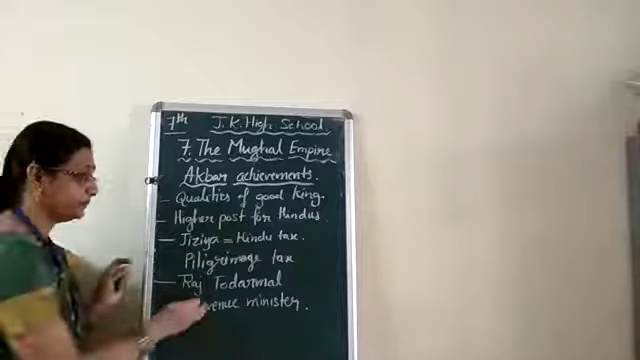 7th J.K. High School
7. The Mughal Empire
Akbar achievements.
- Qualities of good King.
- Higher post for Hindus.
- Jiziya = Hindu tax.
Piligrimage tax
- Raj Todarmal
minister.